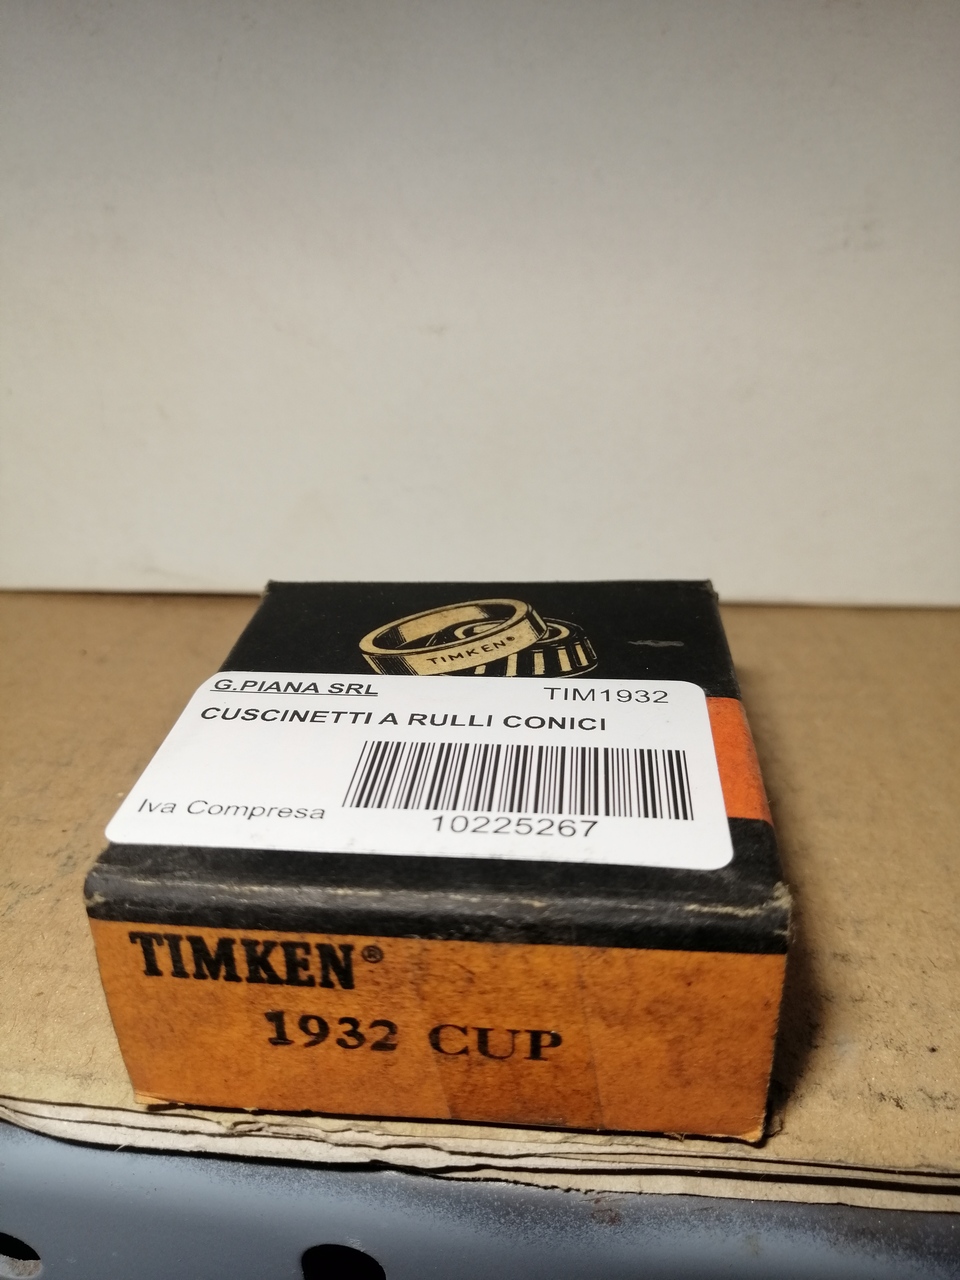 TIMKEN®
G.PIANA SRL TIM1932
CUSCINETTI A RULLI CONICI
Iva Compresa
10225267
TIMKEN®
1932 CUP